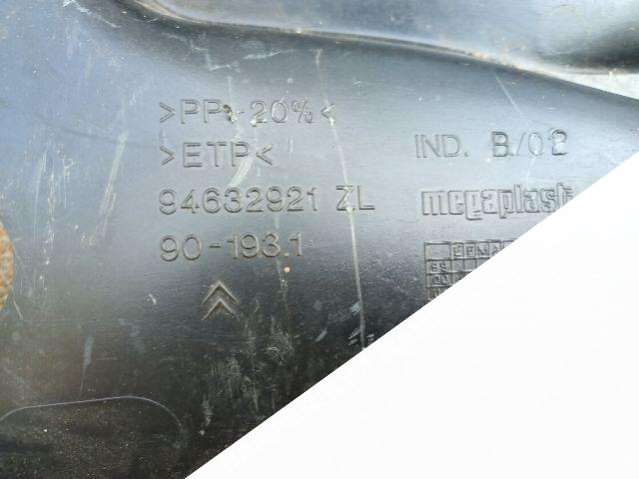 >PP-20%<
>ETP<
IND. B/02
94632921 ZL
megaplast
90-193.1